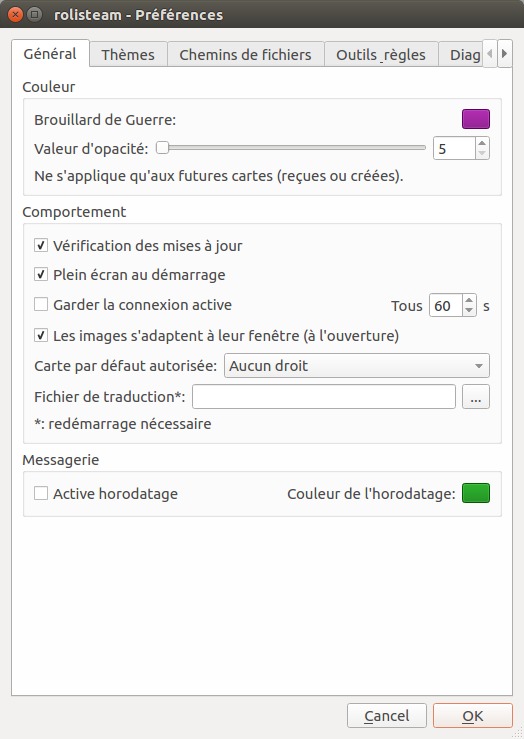 rolisteam - Préférences
Général Thèmes Chemins de fichiers Outils règles Diag
Couleur
Brouillard de Guerre:
Valeur d'opacité: 5
Ne s'applique qu'aux futures cartes (reçues ou créées).
Comportement
Vérification des mises à jour
Plein écran au démarrage
Garder la connexion active Tous 60 s
Les images s'adaptent à leur fenêtre (à l'ouverture)
Carte par défaut autorisée: Aucun droit
Fichier de traduction*: ...
*: redémarrage nécessaire
Messagerie
Active horodatage Couleur de l'horodatage:
Cancel OK